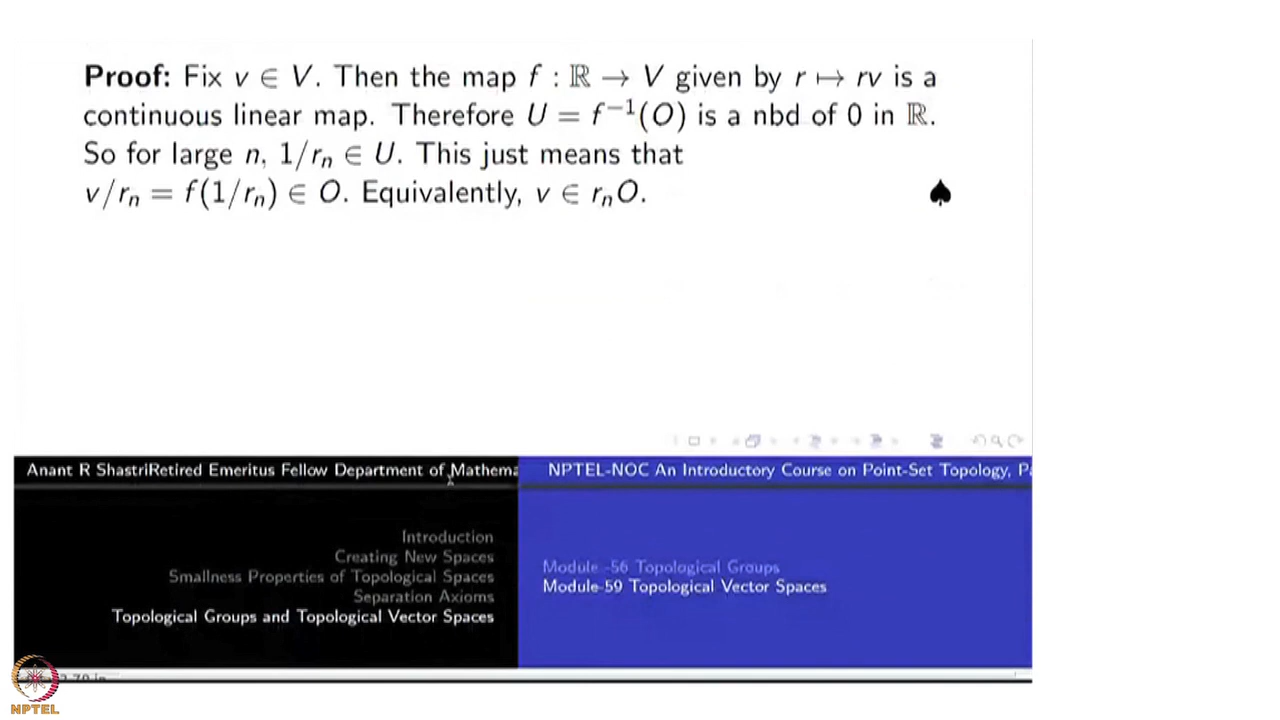 Proof: Fix v ∈ V. Then the map f : ℝ → V given by r ↦ rv is a
continuous linear map. Therefore U = f⁻¹(O) is a nbd of 0 in ℝ.
So for large n, 1/rₙ ∈ U. This just means that
v/rₙ = f(1/rₙ) ∈ O. Equivalently, v ∈ rₙO. ♠
Anant R ShastriRetired Emeritus Fellow Department of Mathema
NPTEL-NOC An Introductory Course on Point-Set Topology, Pa
Introduction
Creating New Spaces
Smallness Properties of Topological Spaces
Separation Axioms
Topological Groups and Topological Vector Spaces
Module -56 Topological Groups
Module-59 Topological Vector Spaces
NPTEL